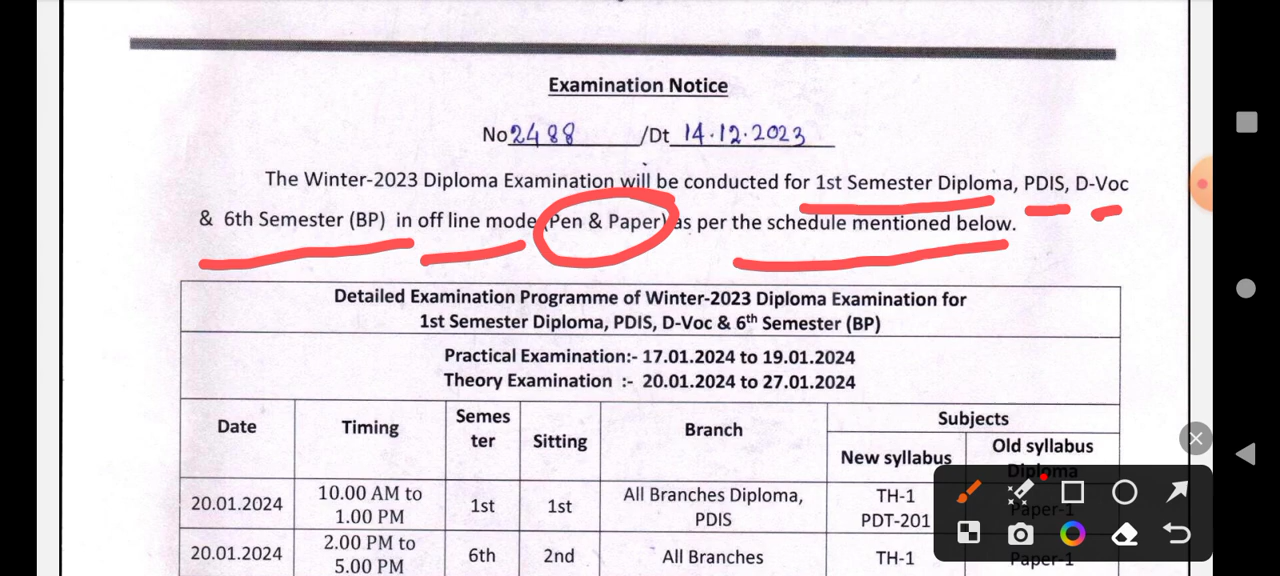 Examination Notice
No 2488 /Dt 14.12.2023
The Winter-2023 Diploma Examination will be conducted for 1st Semester Diploma, PDIS, D-Voc
& 6th Semester (BP) in off line mode (Pen & Paper) as per the schedule mentioned below.
Detailed Examination Programme of Winter-2023 Diploma Examination for
1st Semester Diploma, PDIS, D-Voc & 6th Semester (BP)
Practical Examination:- 17.01.2024 to 19.01.2024
Theory Examination :- 20.01.2024 to 27.01.2024
Date Timing Semes ter Sitting Branch Subjects
New syllabus Old syllabus Diploma
20.01.2024 10.00 AM to 1.00 PM 1st 1st All Branches Diploma, PDIS TH-1 PDT-201 Paper-1
20.01.2024 2.00 PM to 5.00 PM 6th 2nd All Branches TH-1 Paper-1